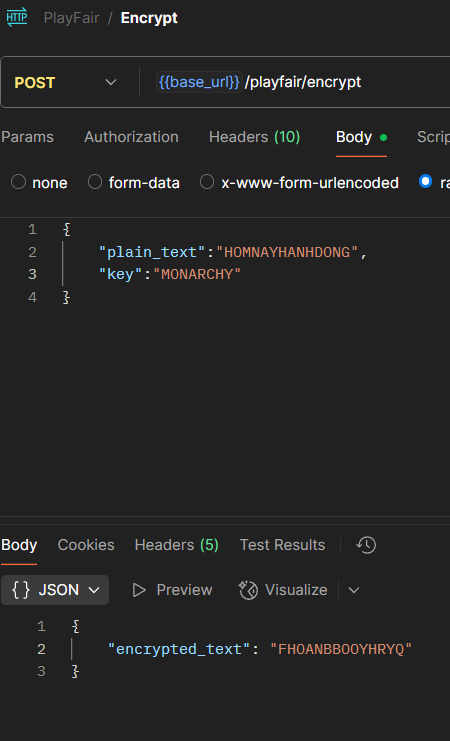 HTTP PlayFair / Encrypt
POST {{base_url}}/playfair/encrypt
Params Authorization Headers (10) Body Scrip
none form-data x-www-form-urlencoded ra
1 {
2 "plain_text":"HOMNAYHANHDONG",
3 "key":"MONARCHY"
4 }
Body Cookies Headers (5) Test Results
{} JSON Preview Visualize
1 {
2 "encrypted_text": "FHOANBBOOYHRYQ"
3 }